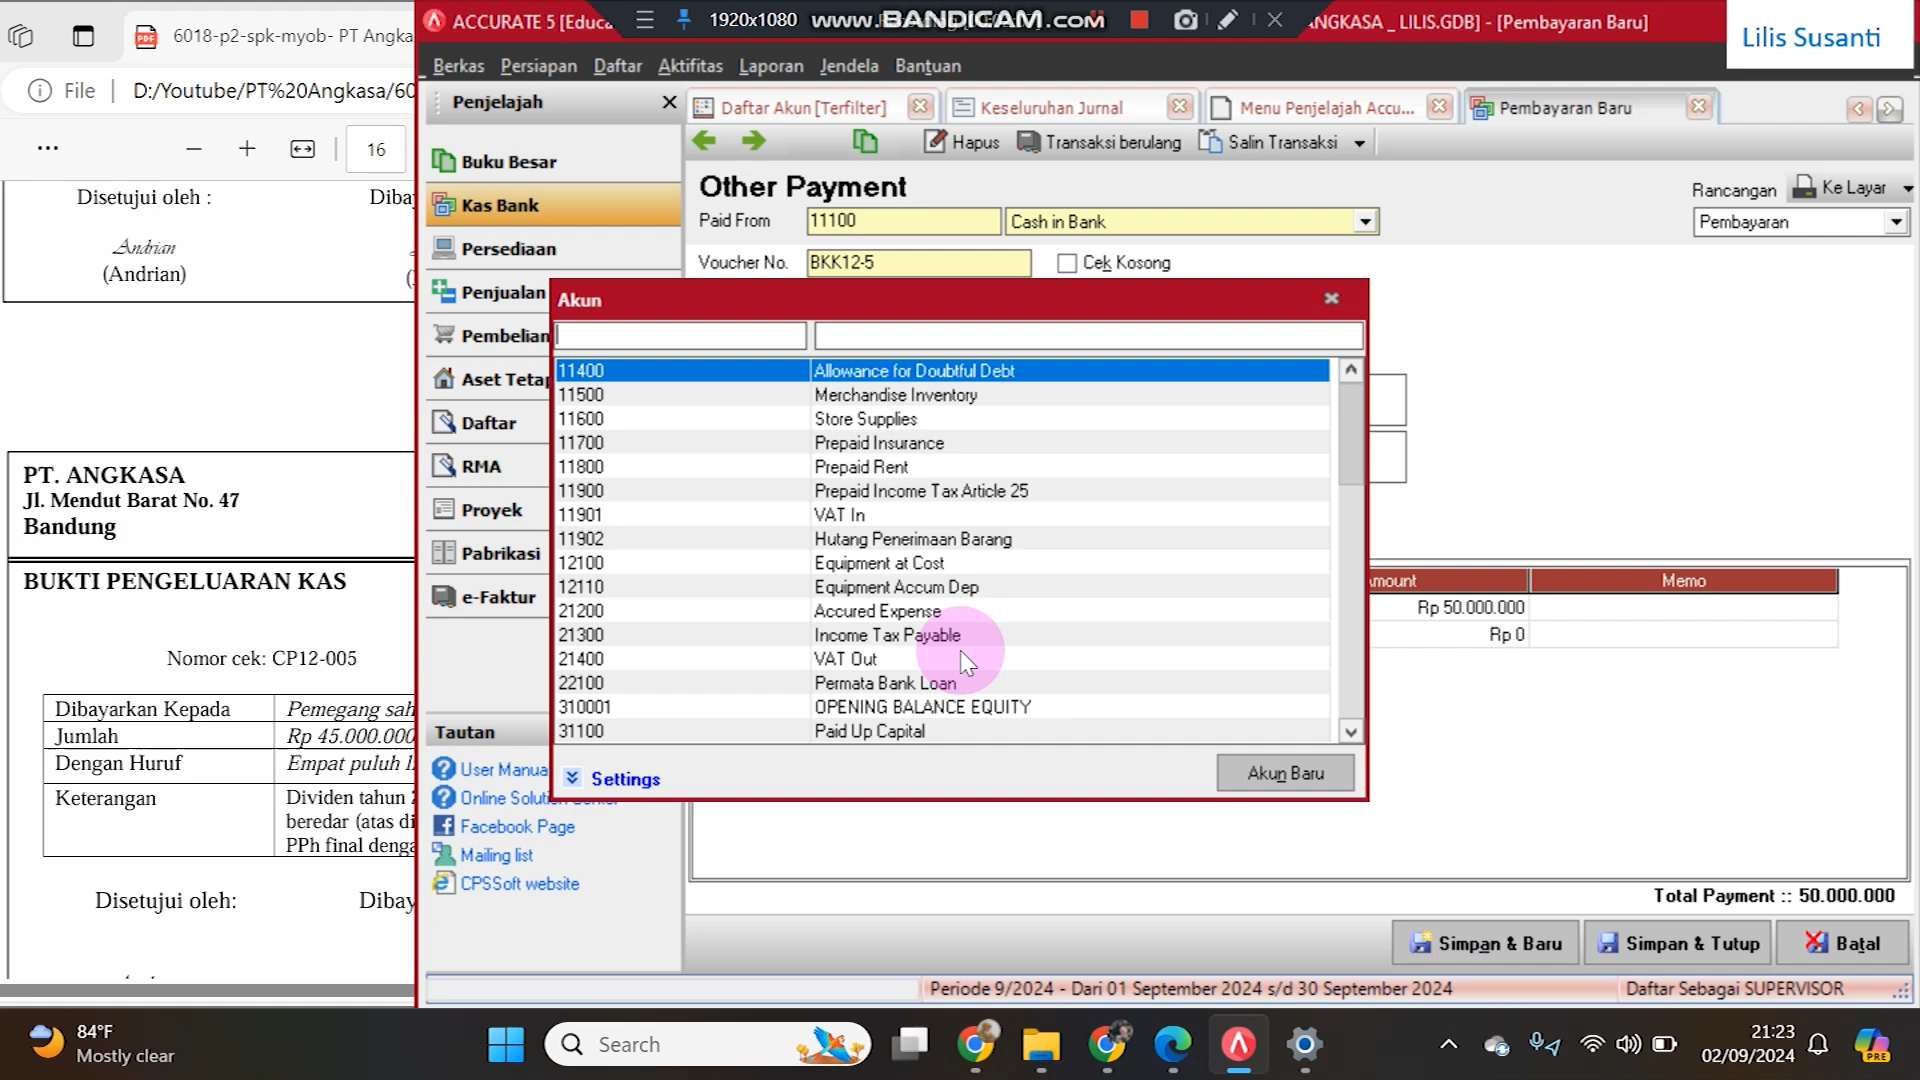 6018-p2-spk-myob- PT Angka
File
D:/Youtube/PT%20Angkasa/60
16
Disetujui oleh :
Dibay
Andrian
(Andrian)
PT. ANGKASA
Jl. Mendut Barat No. 47
Bandung
BUKTI PENGELUARAN KAS
Nomor cek: CP12-005
Dibayarkan Kepada
Pemegang sah
Jumlah
Rp 45.000.000
Dengan Huruf
Empat puluh l
Keterangan
Dividen tahun 2
beredar (atas di
PPh final denga
Disetujui oleh:
Dibay
ACCURATE 5 [Educa
1920x1080
www.BANDICAM.com
ANGKASA _ LILIS.GDB] - [Pembayaran Baru]
Lilis Susanti
Berkas Persiapan Daftar Aktifitas Laporan Jendela Bantuan
Penjelajah
Buku Besar
Kas Bank
Persediaan
Penjualan
Pembelian
Aset Tetap
Daftar
RMA
Proyek
Pabrikasi
e-Faktur
Tautan
User Manua
Online Solution Center
Facebook Page
Mailing list
CPSSoft website
Daftar Akun [Terfilter]
Keseluruhan Jurnal
Menu Penjelajah Accu...
Pembayaran Baru
Hapus
Transaksi berulang
Salin Transaksi
Other Payment
Rancangan
Ke Layar
Paid From
11100
Cash in Bank
Pembayaran
Voucher No.
BKK12-5
Cek Kosong
Akun
11400 Allowance for Doubtful Debt
11500 Merchandise Inventory
11600 Store Supplies
11700 Prepaid Insurance
11800 Prepaid Rent
11900 Prepaid Income Tax Article 25
11901 VAT In
11902 Hutang Penerimaan Barang
12100 Equipment at Cost
12110 Equipment Accum Dep
21200 Accured Expense
21300 Income Tax Payable
21400 VAT Out
22100 Permata Bank Loan
310001 OPENING BALANCE EQUITY
31100 Paid Up Capital
Settings
Akun Baru
mount
Memo
Rp 50.000.000
Rp 0
Total Payment :: 50.000.000
Simpan & Baru
Simpan & Tutup
Batal
Periode 9/2024 - Dari 01 September 2024 s/d 30 September 2024
Daftar Sebagai SUPERVISOR
84°F
Mostly clear
Search
21:23
02/09/2024
PRE